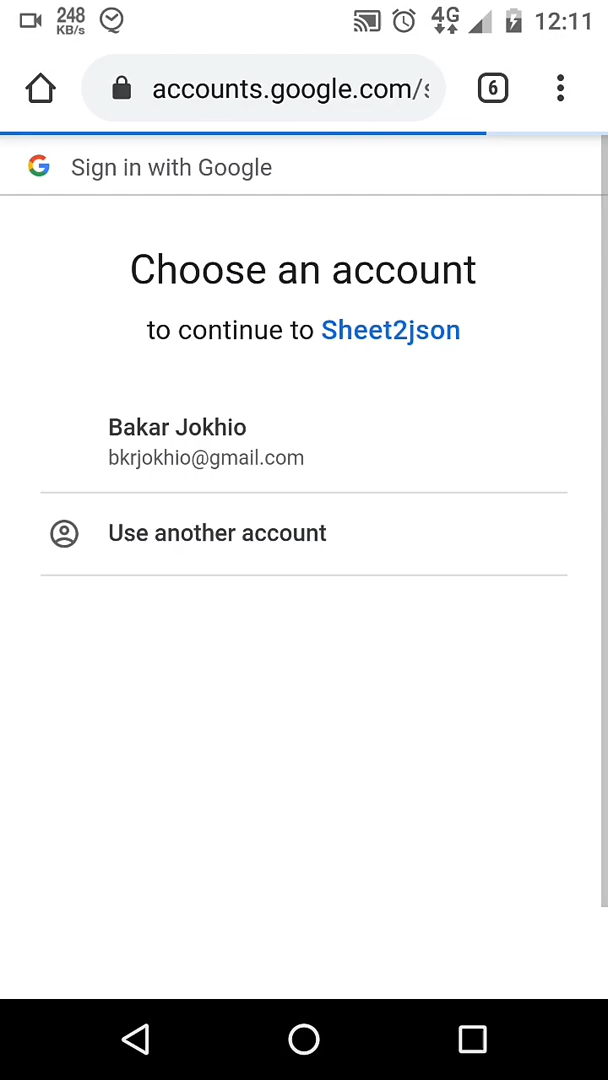 248
KB/s
4G
12:11
accounts.google.com/
6
Sign in with Google
Choose an account
to continue to Sheet2json
Bakar Jokhio
bkrjokhio@gmail.com
Use another account